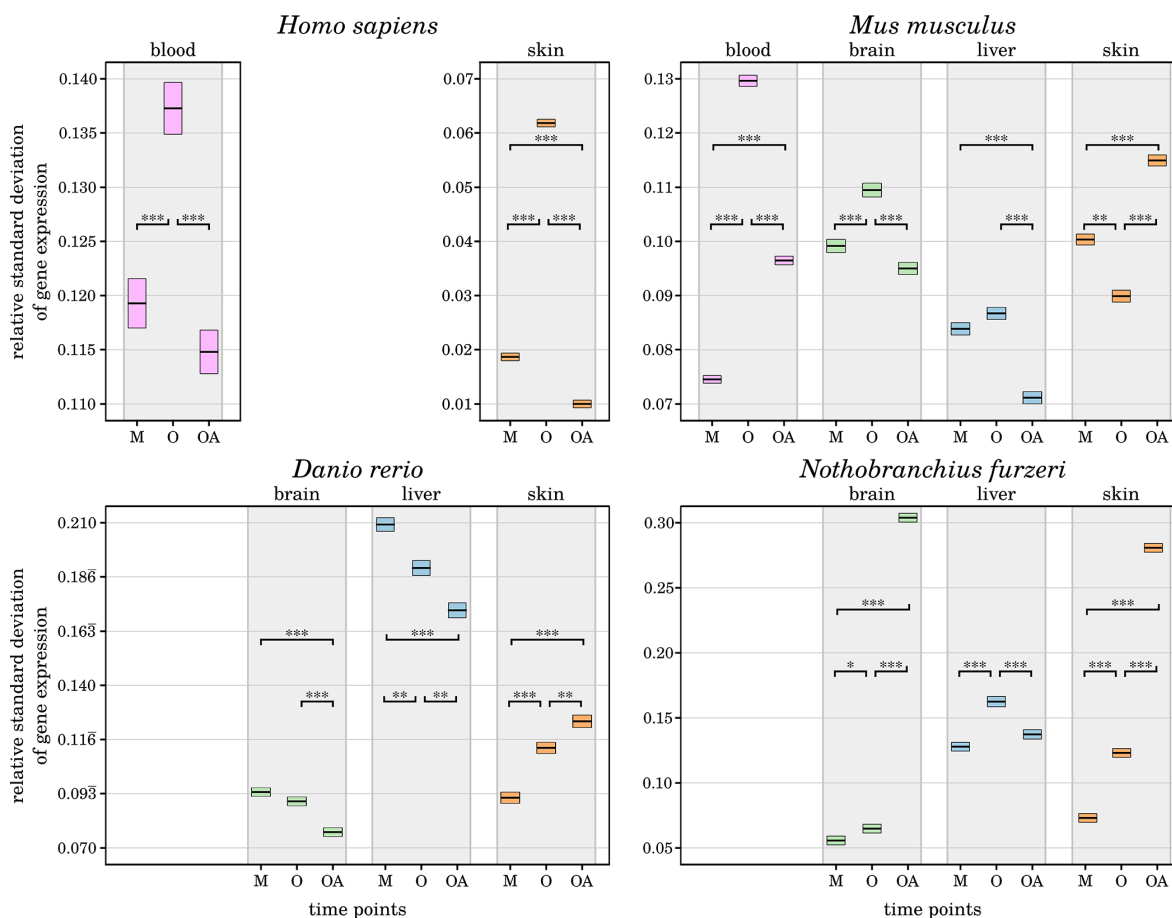 Homo sapiens
Mus musculus
blood
skin
blood
brain
liver
skin
relative standard deviation
of gene expression
0.140
0.135
0.130
0.125
0.120
0.115
0.110
*** ***
M O OA
0.07
0.06
0.05
0.04
0.03
0.02
0.01
***
*** ***
M O OA
0.13
0.12
0.11
0.10
0.09
0.08
0.07
*** *** ***
*** *** *** *** *** ** ***
M O OA M O OA M O OA M O OA
Danio rerio
Nothobranchius furzeri
brain
liver
skin
brain
liver
skin
relative standard deviation
of gene expression
0.210
0.186̅
0.163̅
0.140
0.116̅
0.093̅
0.070
*** *** ***
*** ** ** *** **
M O OA M O OA M O OA
time points
0.30
0.25
0.20
0.15
0.10
0.05
*** ***
* *** *** *** *** ***
M O OA M O OA M O OA
time points